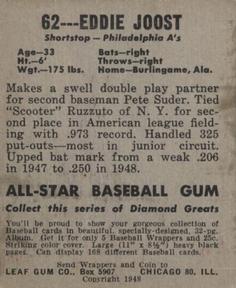 62---EDDIE JOOST
Shortstop - Philadelphia A's
Age-33 Bats-right
Ht.-6' Throws-right
Wgt.-175 lbs. Home-Burlingame, Ala.
Makes a swell double play partner
for second baseman Pete Suder. Tied
"Scooter" Ruzzuto of N. Y. for sec-
ond place in American league field-
ing with .973 record. Handled 325
put-outs—most in junior circuit.
Upped bat mark from a weak .206
in 1947 to .250 in 1948.
ALL-STAR BASEBALL GUM
Collect this series of Diamond Greats
You'll be proud to show your gorgeous collection of
Baseball cards in beautiful, specially-designed, 32-pg.
Album. Get it for only 5 Baseball Wrappers and 25c.
Striking color cover. Large (11" x 8½") heavy black
pages. Can display 168 different Baseball cards.
Send Wrappers and Coin to
LEAF GUM CO., Box 5907 CHICAGO 80, ILL.
Copyright 1948